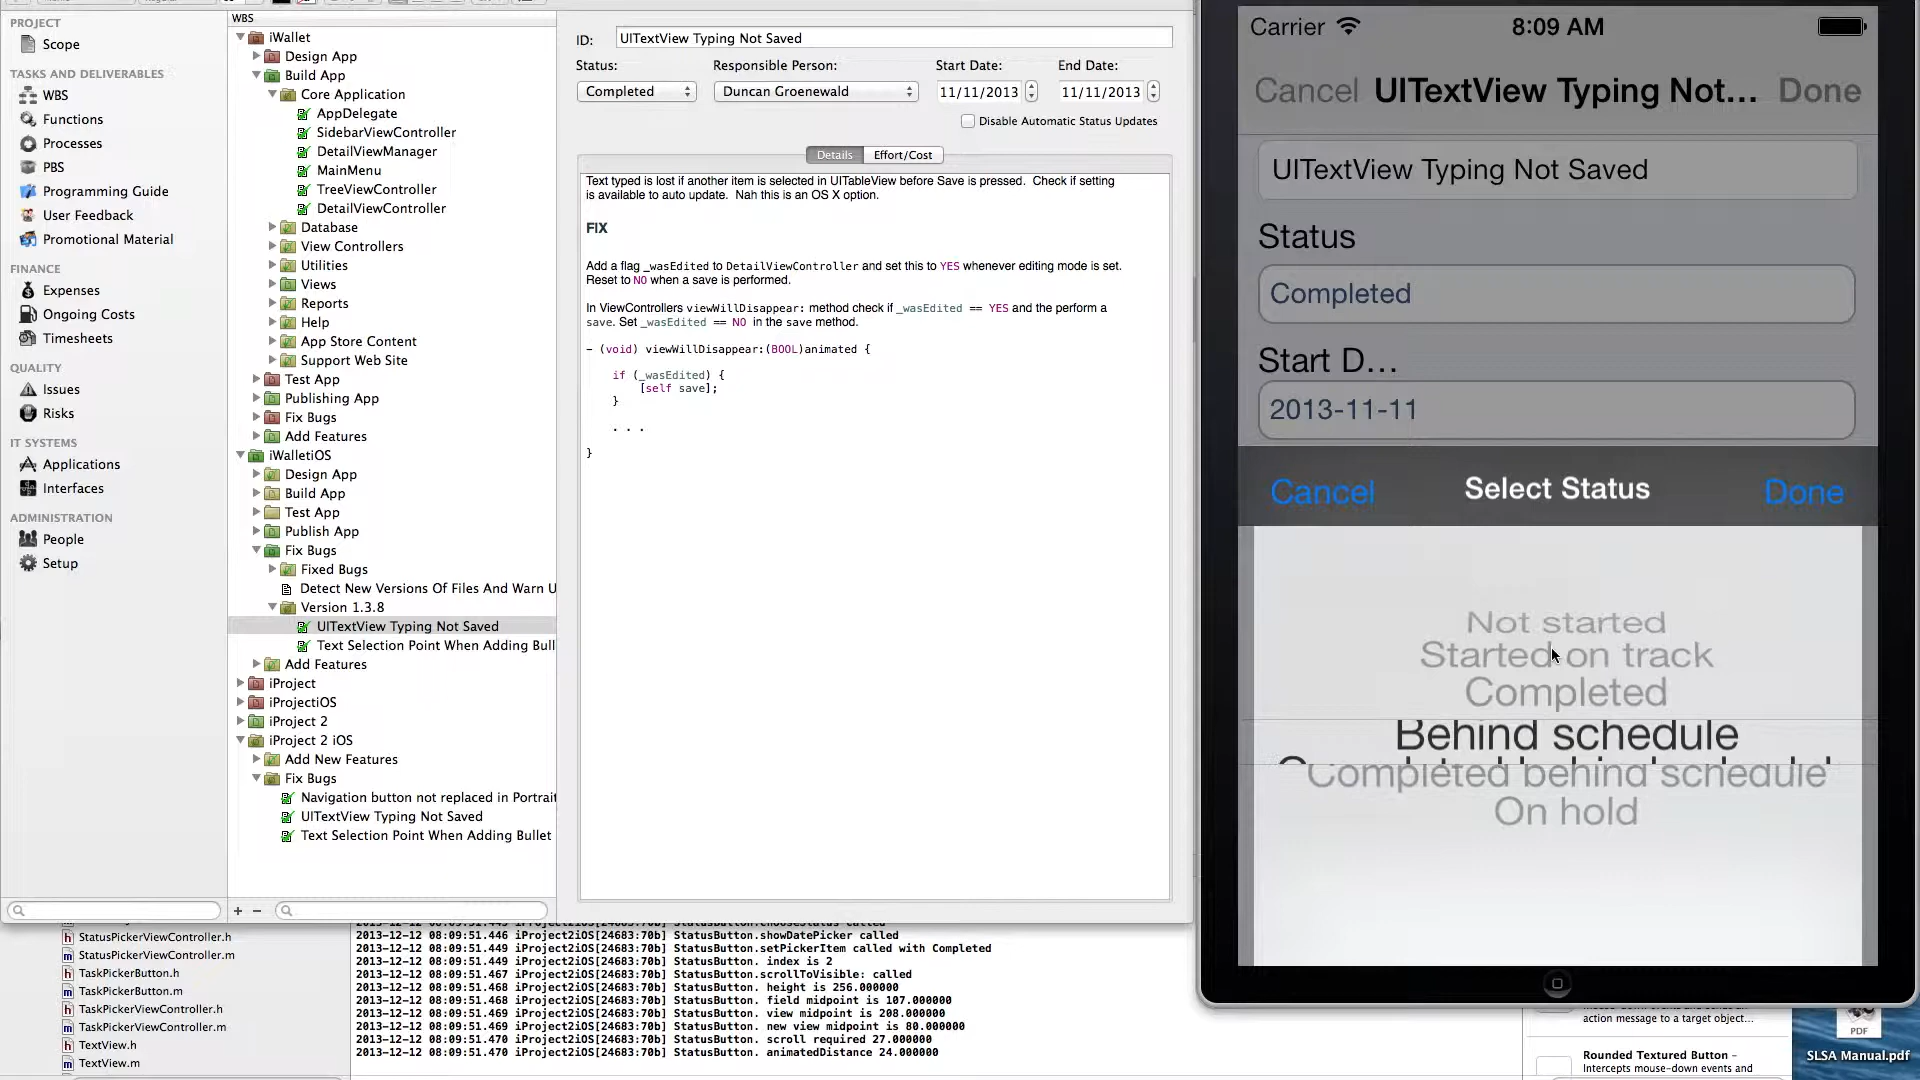 PROJECT
Scope
TASKS AND DELIVERABLES
WBS
Functions
Processes
PBS
Programming Guide
User Feedback
Promotional Material
FINANCE
Expenses
Ongoing Costs
Timesheets
QUALITY
Issues
Risks
IT SYSTEMS
Applications
Interfaces
ADMINISTRATION
People
Setup
WBS
iWallet
Design App
Build App
Core Application
AppDelegate
SidebarViewController
DetailViewManager
MainMenu
TreeViewController
DetailViewController
Database
View Controllers
Utilities
Views
Reports
Help
App Store Content
Support Web Site
Test App
Publishing App
Fix Bugs
Add Features
iWalletiOS
Design App
Build App
Test App
Publish App
Fix Bugs
Fixed Bugs
Detect New Versions Of Files And Warn U
Version 1.3.8
UITextView Typing Not Saved
Text Selection Point When Adding Bull
Add Features
iProject
iProjectiOS
iProject 2
iProject 2 iOS
Add New Features
Fix Bugs
Navigation button not replaced in Portrait
UITextView Typing Not Saved
Text Selection Point When Adding Bullet
ID: UITextView Typing Not Saved
Status: Responsible Person: Start Date: End Date:
Completed Duncan Groenewald 11/11/2013 11/11/2013
Disable Automatic Status Updates
Details Effort/Cost
Text typed is lost if another item is selected in UITableView before Save is pressed. Check if setting
is available to auto update. Nah this is an OS X option.
FIX
Add a flag _wasEdited to DetailViewController and set this to YES whenever editing mode is set.
Reset to NO when a save is performed.
In ViewControllers viewWillDisappear: method check if _wasEdited == YES and the perform a
save. Set _wasEdited == NO in the save method.
- (void) viewWillDisappear:(BOOL)animated {
if (_wasEdited) {
[self save];
}
. . .
}
Carrier 8:09 AM
Cancel UITextView Typing Not... Done
UITextView Typing Not Saved
Status
Completed
Start D...
2013-11-11
Cancel Select Status Done
Not started
Started on track
Completed
Behind schedule
Completed behind schedule
On hold
StatusPickerViewController.h
StatusPickerViewController.m
TaskPickerButton.h
TaskPickerButton.m
TaskPickerViewController.h
TaskPickerViewController.m
TextView.h
TextView.m
2013-12-12 08:09:51.445 iProject2iOS[24683:70b] StatusButton.chooseStatus called
2013-12-12 08:09:51.446 iProject2iOS[24683:70b] StatusButton.showDatePicker called
2013-12-12 08:09:51.449 iProject2iOS[24683:70b] StatusButton.setPickerItem called with Completed
2013-12-12 08:09:51.449 iProject2iOS[24683:70b] StatusButton. index is 2
2013-12-12 08:09:51.467 iProject2iOS[24683:70b] StatusButton.scrollToVisible: called
2013-12-12 08:09:51.468 iProject2iOS[24683:70b] StatusButton. height is 256.000000
2013-12-12 08:09:51.468 iProject2iOS[24683:70b] StatusButton. field midpoint is 107.000000
2013-12-12 08:09:51.469 iProject2iOS[24683:70b] StatusButton. view midpoint is 208.000000
2013-12-12 08:09:51.469 iProject2iOS[24683:70b] StatusButton. new view midpoint is 80.000000
2013-12-12 08:09:51.470 iProject2iOS[24683:70b] StatusButton. scroll required 27.000000
2013-12-12 08:09:51.470 iProject2iOS[24683:70b] StatusButton. animatedDistance 24.000000
action message to a target object...
Rounded Textured Button –
Intercepts mouse-down events and
PDF
SLSA Manual.pdf